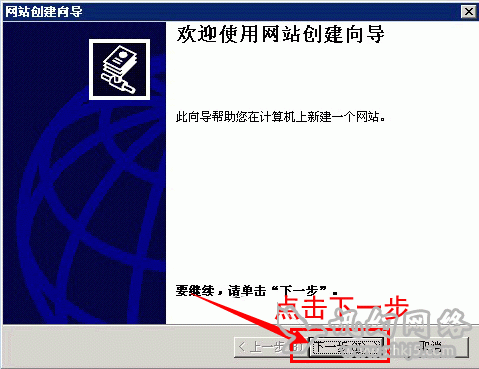 网站创建向导
欢迎使用网站创建向导
此向导帮助您在计算机上新建一个网站。
要继续，请单击“下一步”。
点击下一步
< 上一步(B)
下一步
取消